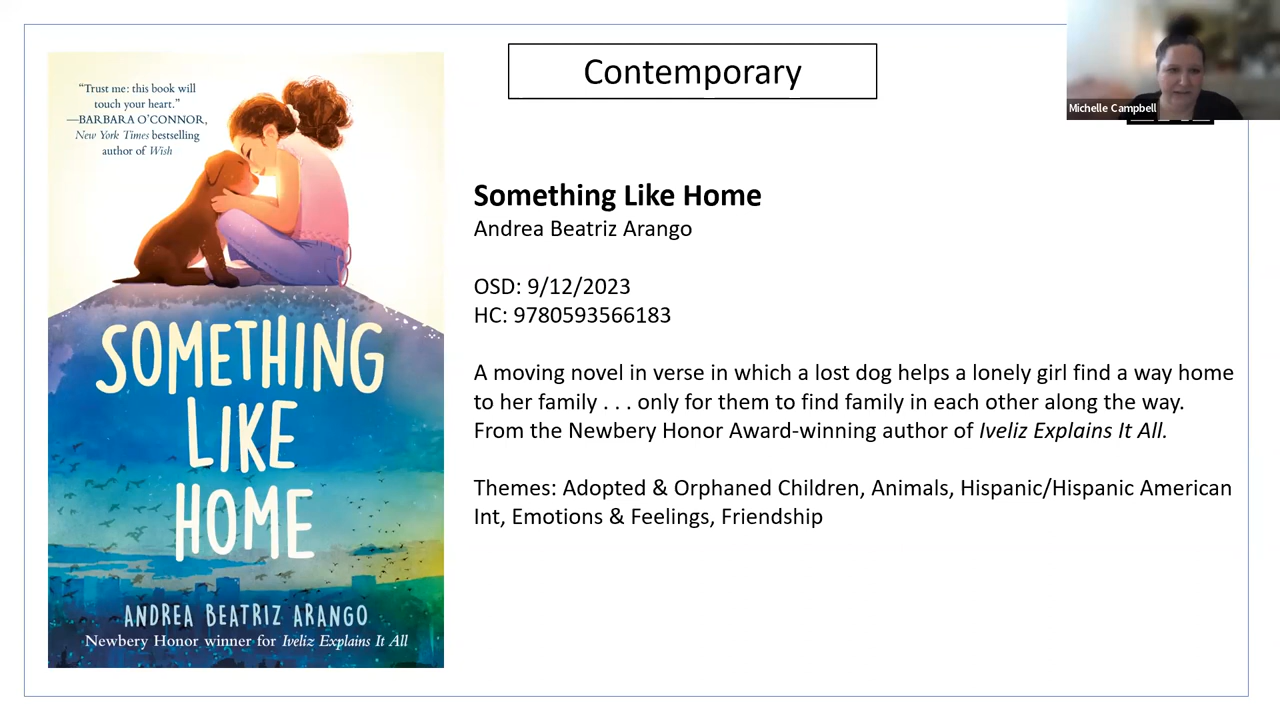 Contemporary
Michelle Campbell
“Trust me: this book will
touch your heart.”
—BARBARA O’CONNOR,
New York Times bestselling
author of Wish
SOMETHING
LIKE
HOME
ANDREA BEATRIZ ARANGO
Newbery Honor winner for Iveliz Explains It All
Something Like Home
Andrea Beatriz Arango
OSD: 9/12/2023
HC: 9780593566183
A moving novel in verse in which a lost dog helps a lonely girl find a way home
to her family . . . only for them to find family in each other along the way.
From the Newbery Honor Award-winning author of Iveliz Explains It All.
Themes: Adopted & Orphaned Children, Animals, Hispanic/Hispanic American
Int, Emotions & Feelings, Friendship